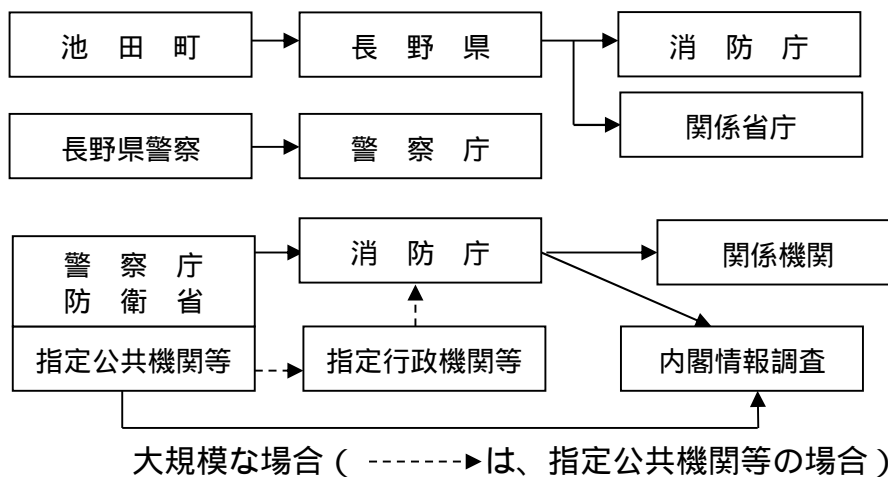 池　田　町
長　野　県
消　防　庁
関係省庁
長野県警察
警　察　庁
警　察　庁
防　衛　省
消　防　庁
関係機関
指定公共機関等
指定行政機関等
内閣情報調査
大規模な場合 ( は、指定公共機関等の場合 )